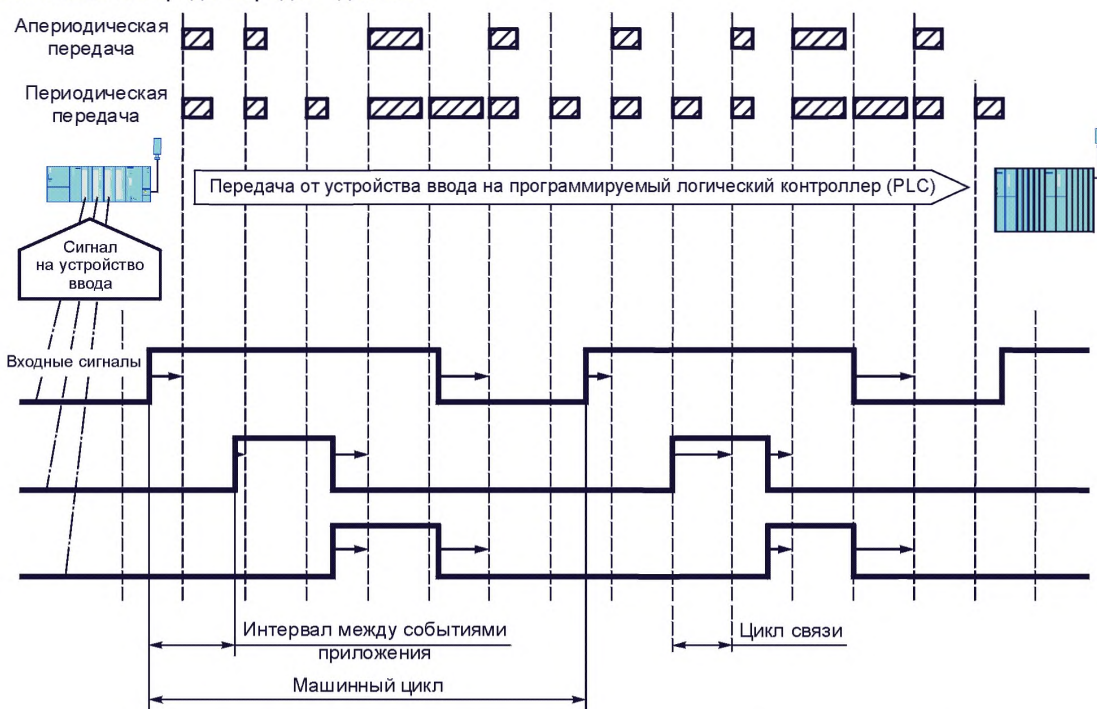 Апериодическая
передача
Периодическая
передача
Передача от устройства ввода на программируемый логический контроллер (PLC)
Сигнал
на устройство
ввода
Входные сигналы
Интервал между событиями
приложения
Цикл связи
Машинный цикл